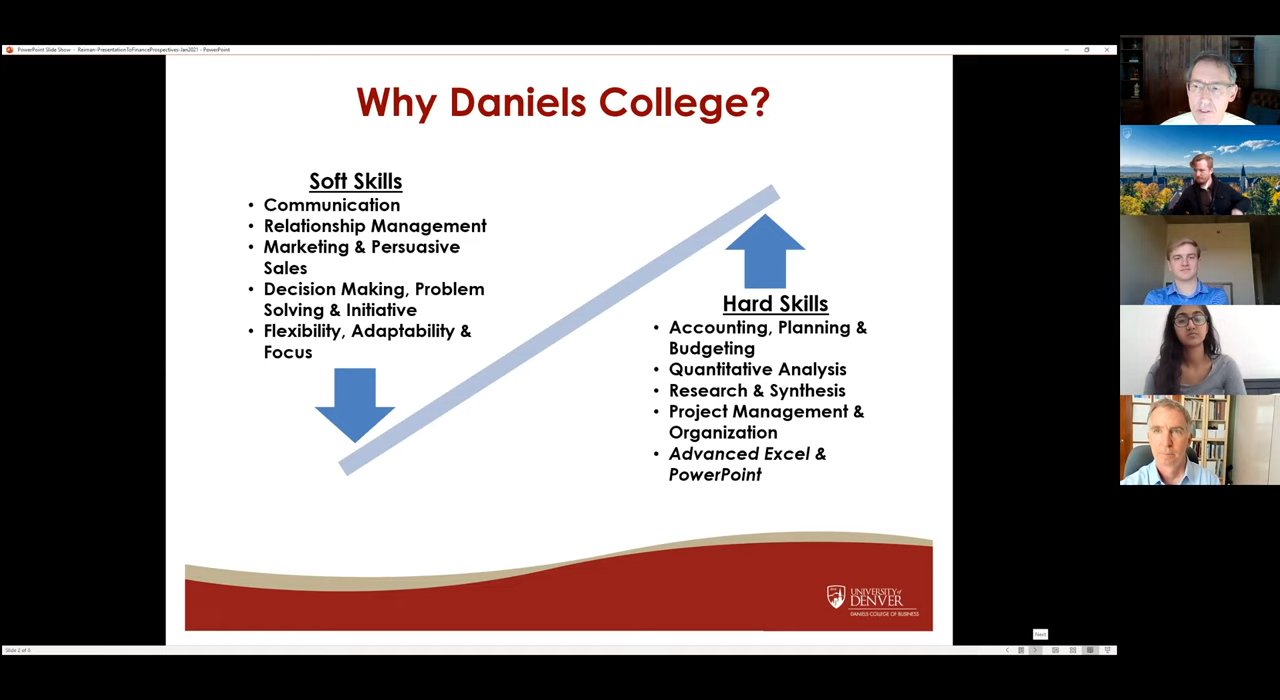 PowerPoint Slide Show - Reiman-PresentationToFinanceProspectives-Jan2021 - PowerPoint
Why Daniels College?
Soft Skills
• Communication
• Relationship Management
• Marketing & Persuasive
Sales
• Decision Making, Problem
Solving & Initiative
• Flexibility, Adaptability &
Focus
Hard Skills
• Accounting, Planning &
Budgeting
• Quantitative Analysis
• Research & Synthesis
• Project Management &
Organization
• Advanced Excel &
PowerPoint
UNIVERSITY of
DENVER
DANIELS COLLEGE OF BUSINESS
Next
Slide 2 of 5